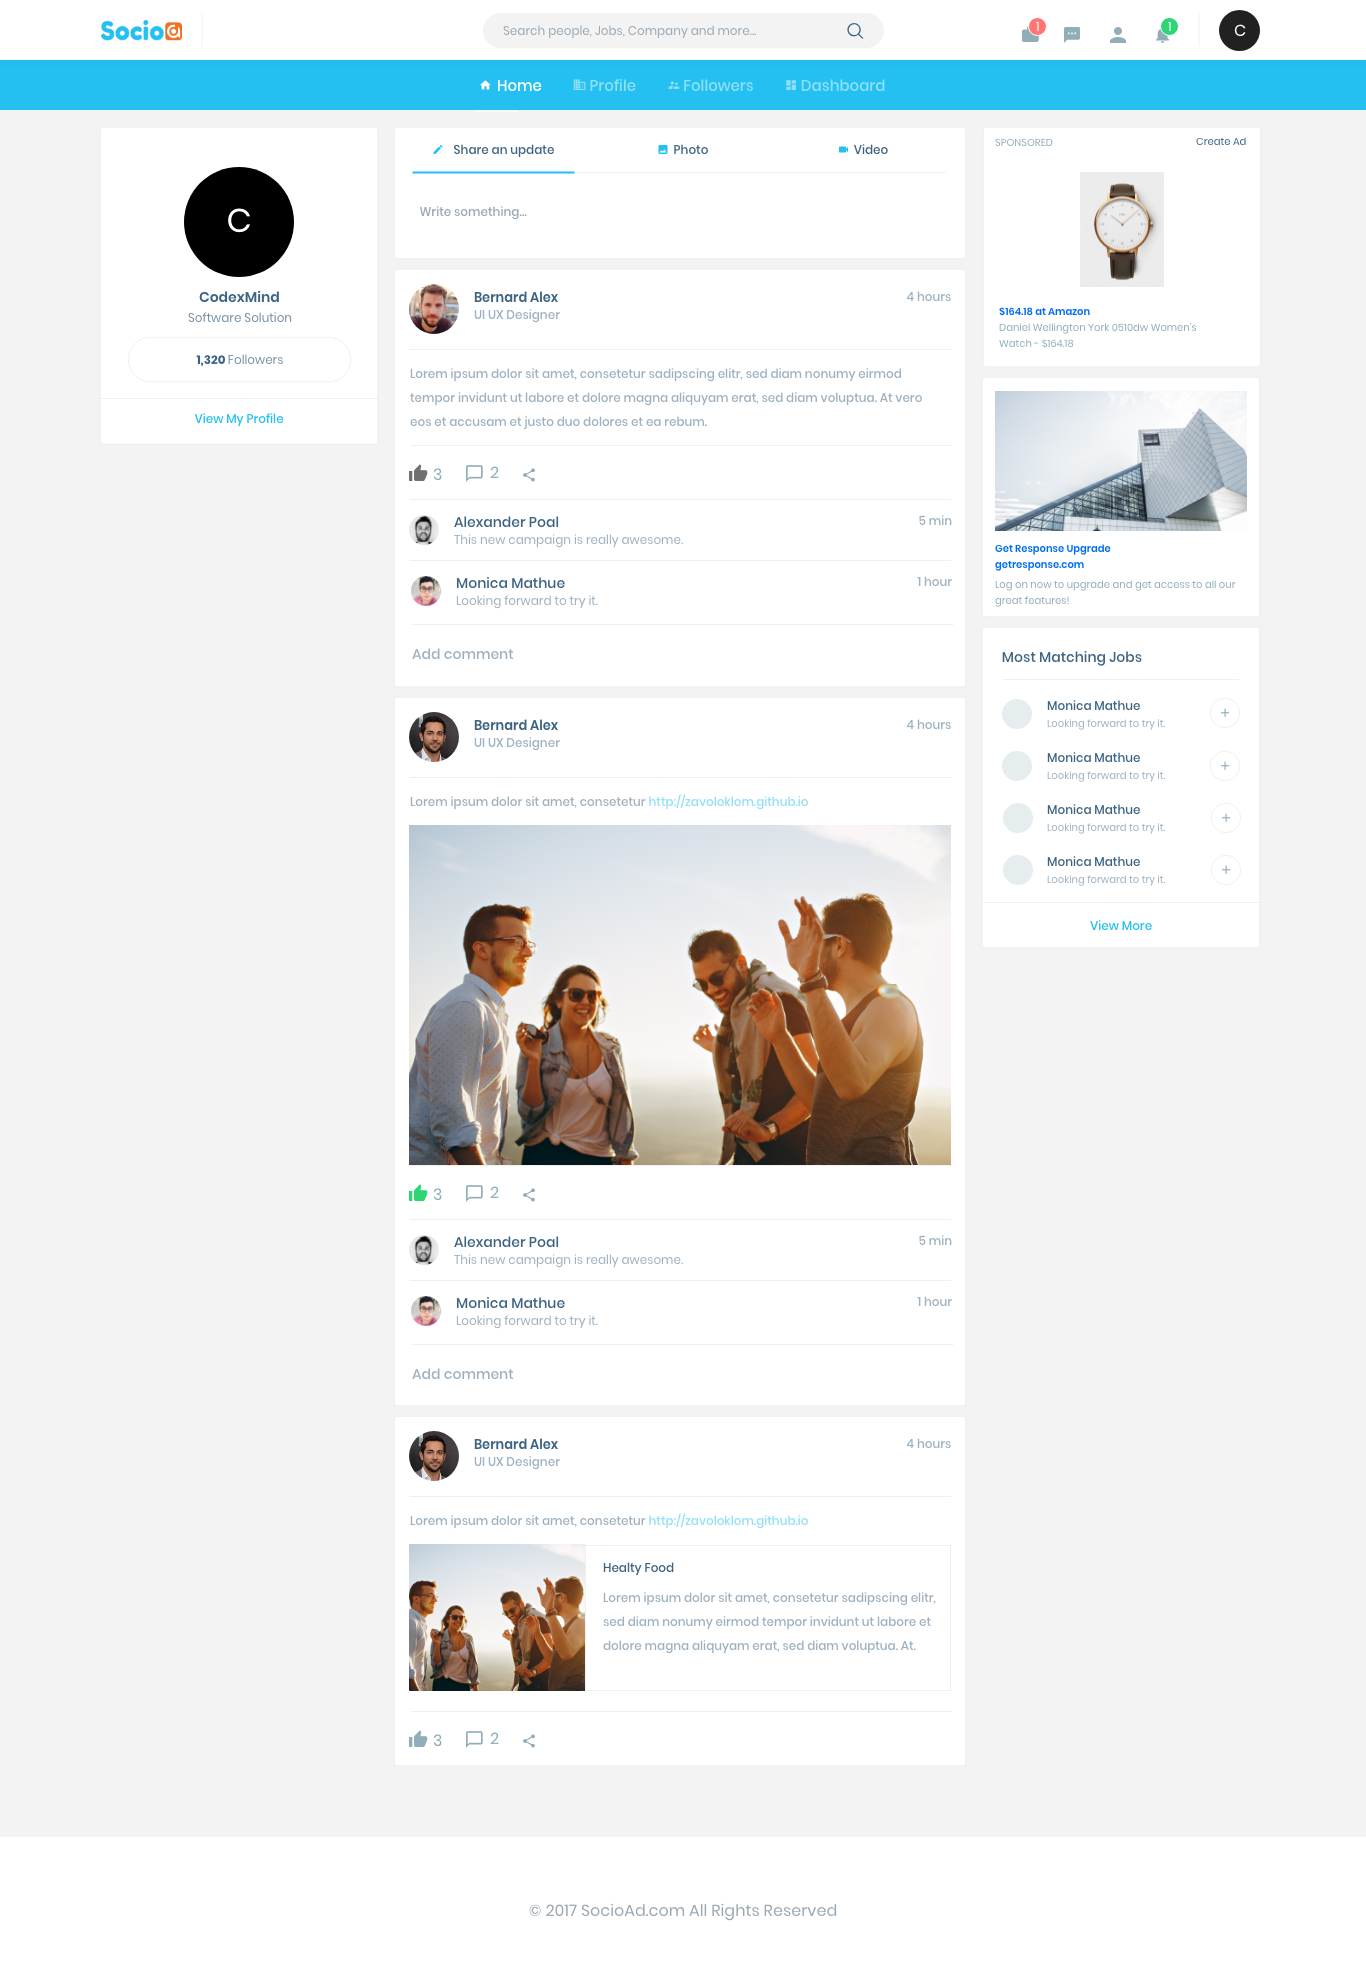 Socioa
Search people, Jobs, Company and more...
1
1
C
Home
Profile
Followers
Dashboard
C
CodexMind
Software Solution
1,320 Followers
View My Profile
Share an update
Photo
Video
Write something...
Bernard Alex
4 hours
UI UX Designer
Lorem ipsum dolor sit amet, consetetur sadipscing elitr, sed diam nonumy eirmod
tempor invidunt ut labore et dolore magna aliquyam erat, sed diam voluptua. At vero
eos et accusam et justo duo dolores et ea rebum.
3
2
Alexander Poal
5 min
This new campaign is really awesome.
Monica Mathue
1 hour
Looking forward to try it.
Add comment
Bernard Alex
4 hours
UI UX Designer
Lorem ipsum dolor sit amet, consetetur http://zavoloklom.github.io
3
2
Alexander Poal
5 min
This new campaign is really awesome.
Monica Mathue
1 hour
Looking forward to try it.
Add comment
Bernard Alex
4 hours
UI UX Designer
Lorem ipsum dolor sit amet, consetetur http://zavoloklom.github.io
Healty Food
Lorem ipsum dolor sit amet, consetetur sadipscing elitr,
sed diam nonumy eirmod tempor invidunt ut labore et
dolore magna aliquyam erat, sed diam voluptua. At.
3
2
SPONSORED
Create Ad
$164.18 at Amazon
Daniel Wellington York 0510dw Women's
Watch - $164.18
Get Response Upgrade
getresponse.com
Log on now to upgrade and get access to all our
great features!
Most Matching Jobs
Monica Mathue
Looking forward to try it.
+
Monica Mathue
Looking forward to try it.
+
Monica Mathue
Looking forward to try it.
+
Monica Mathue
Looking forward to try it.
+
View More
© 2017 SocioAd.com All Rights Reserved